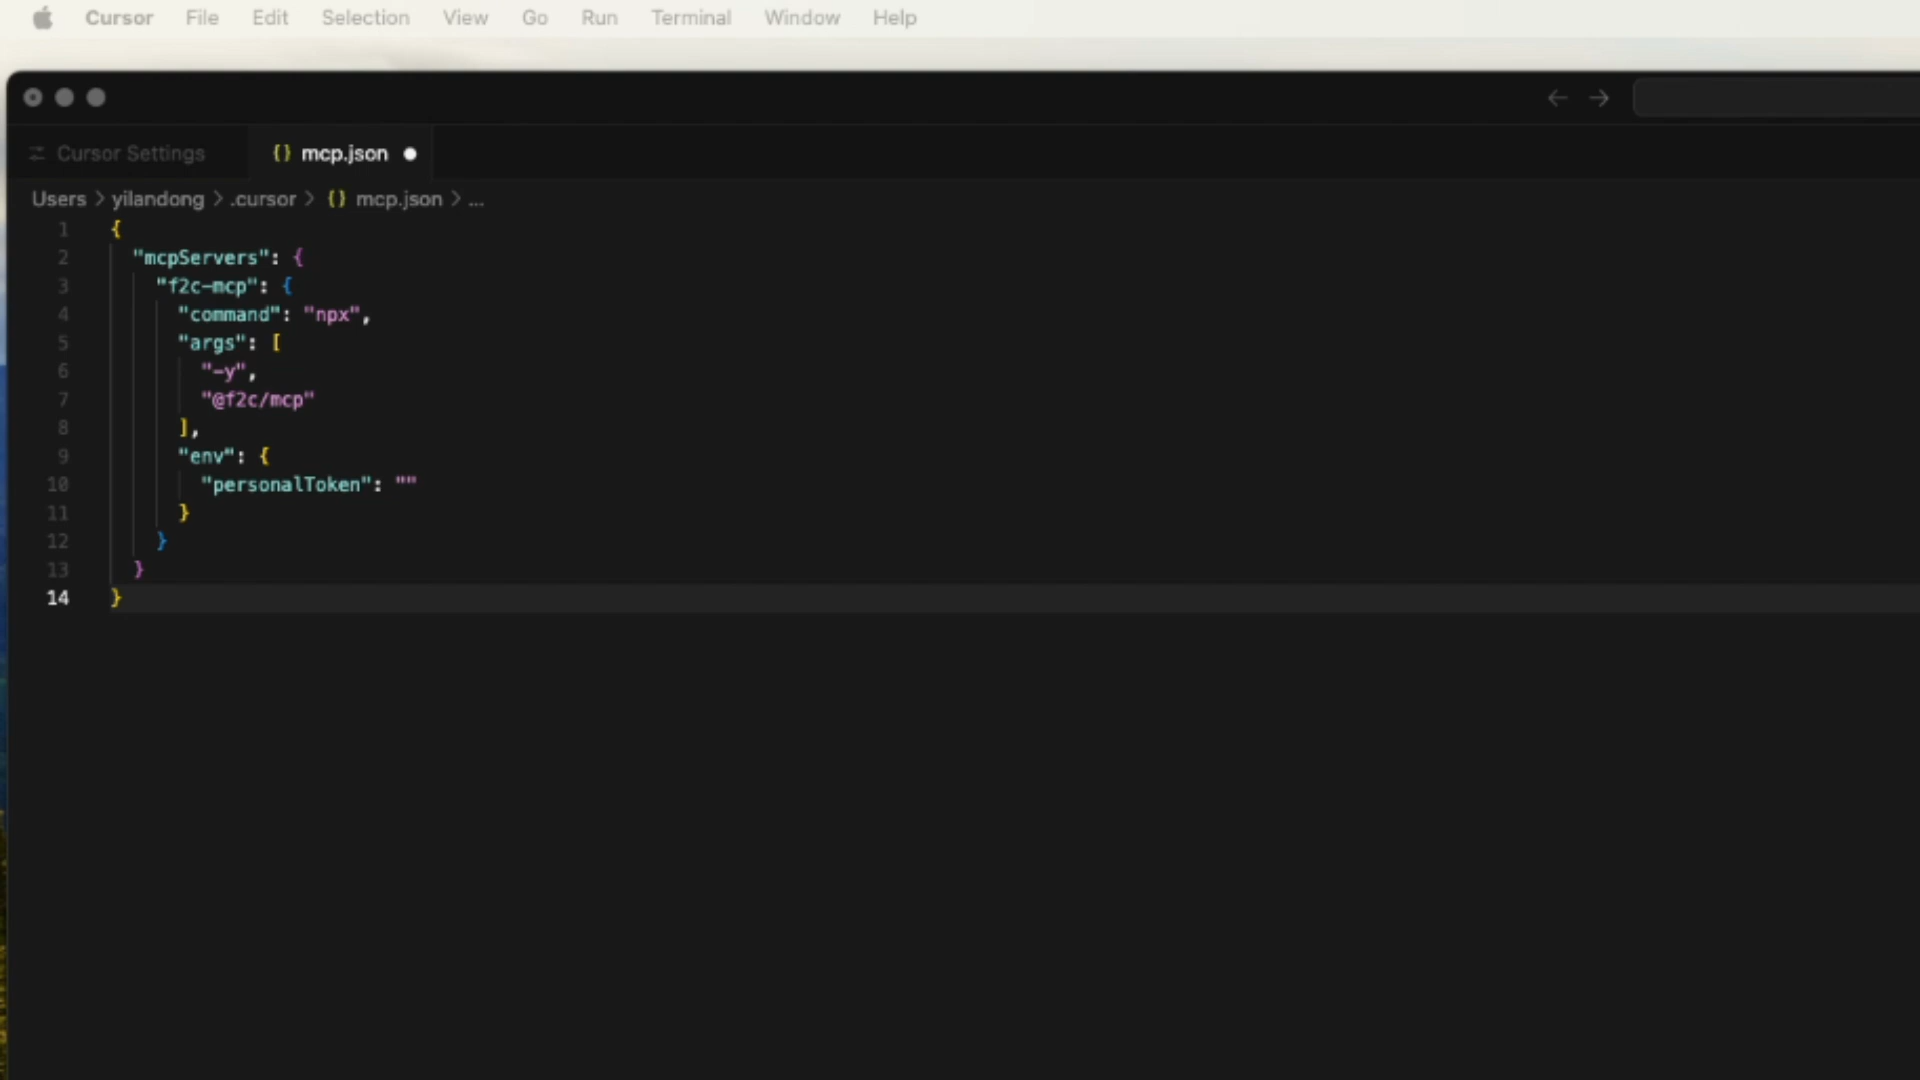 Cursor File Edit Selection View Go Run Terminal Window Help
Cursor Settings {} mcp.json
Users > yilandong > .cursor > {} mcp.json > ...
1 {
2 "mcpServers": {
3 "f2c-mcp": {
4 "command": "npx",
5 "args": [
6 "-y",
7 "@f2c/mcp"
8 ],
9 "env": {
10 "personalToken": ""
11 }
12 }
13 }
14 }